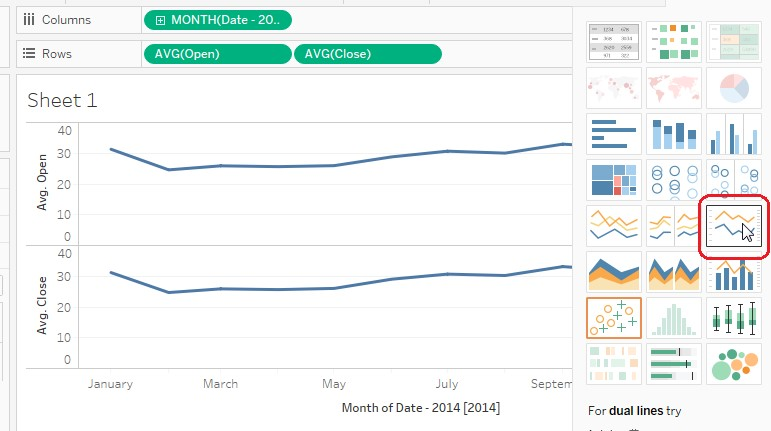 Columns
MONTH(Date - 20..
Rows
AVG(Open)
AVG(Close)
Sheet 1
Avg. Open
40
30
20
10
0
Avg. Close
40
30
20
10
0
January
March
May
July
Septem
Month of Date - 2014 [2014]
For dual lines try